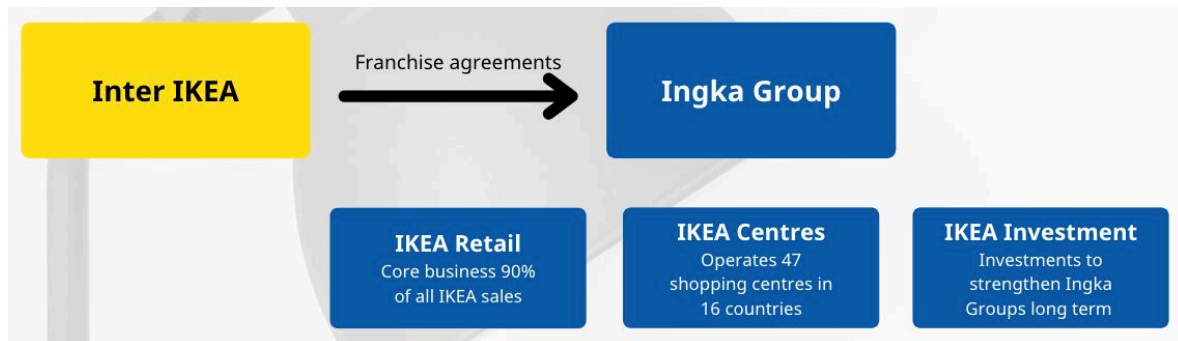 Inter IKEA
Franchise agreements
Ingka Group
IKEA Retail
Core business 90%
of all IKEA sales
IKEA Centres
Operates 47
shopping centres in
16 countries
IKEA Investment
Investments to
strengthen Ingka
Groups long term